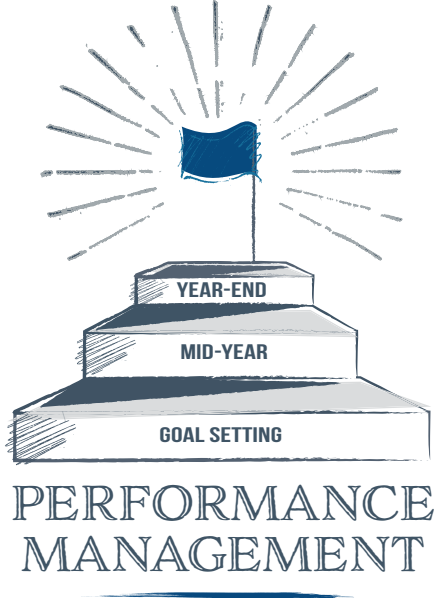 YEAR-END
MID-YEAR
GOAL SETTING
PERFORMANCE
MANAGEMENT